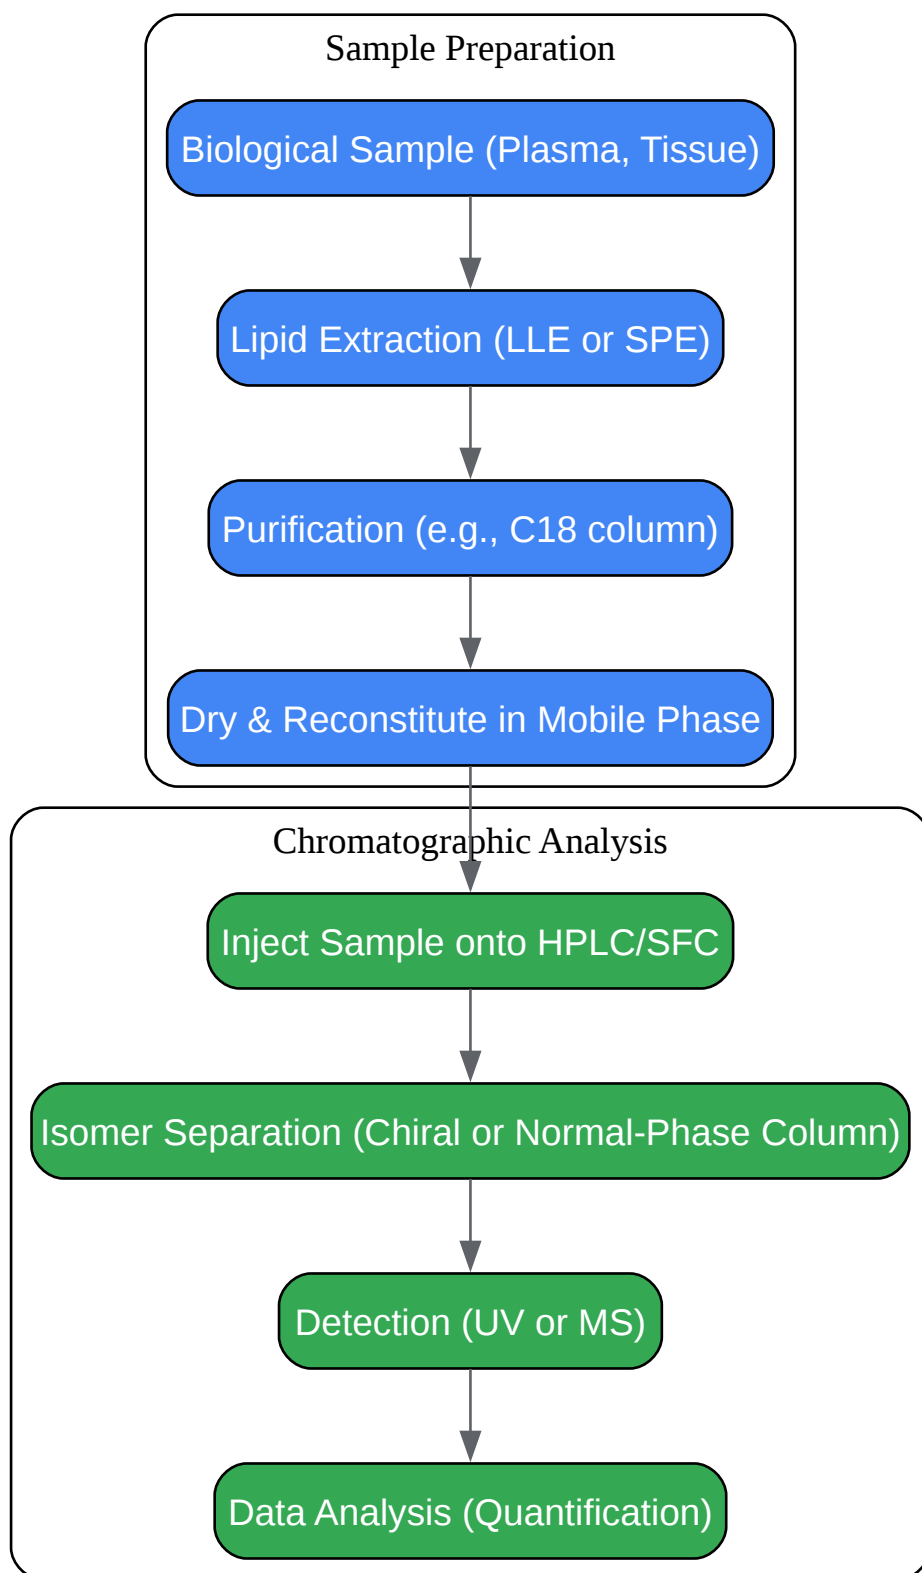 Sample Preparation
Biological Sample (Plasma, Tissue)
Lipid Extraction (LLE or SPE)
Purification (e.g., C18 column)
Dry & Reconstitute in Mobile Phase
Chromatographic Analysis
Inject Sample onto HPLC/SFC
Isomer Separation (Chiral or Normal-Phase Column)
Detection (UV or MS)
Data Analysis (Quantification)